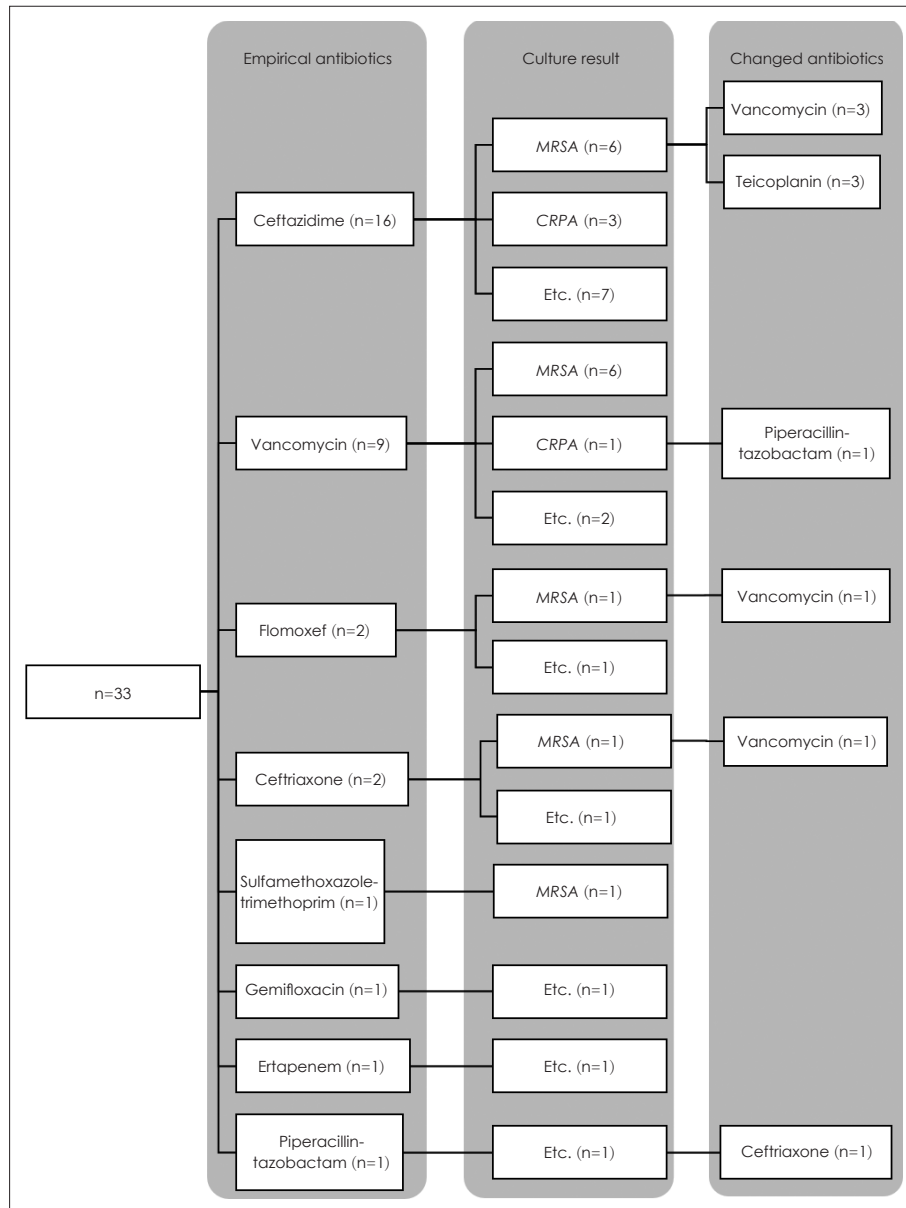 Empirical antibiotics
Culture result
Changed antibiotics
n=33
Ceftazidime (n=16)
MRSA (n=6)
Vancomycin (n=3)
Teicoplanin (n=3)
CRPA (n=3)
Etc. (n=7)
Vancomycin (n=9)
MRSA (n=6)
CRPA (n=1)
Piperacillin-
tazobactam (n=1)
Etc. (n=2)
Flomoxef (n=2)
MRSA (n=1)
Vancomycin (n=1)
Etc. (n=1)
Ceftriaxone (n=2)
MRSA (n=1)
Vancomycin (n=1)
Etc. (n=1)
Sulfamethoxazole-
trimethoprim (n=1)
MRSA (n=1)
Gemifloxacin (n=1)
Etc. (n=1)
Ertapenem (n=1)
Etc. (n=1)
Piperacillin-
tazobactam (n=1)
Etc. (n=1)
Ceftriaxone (n=1)